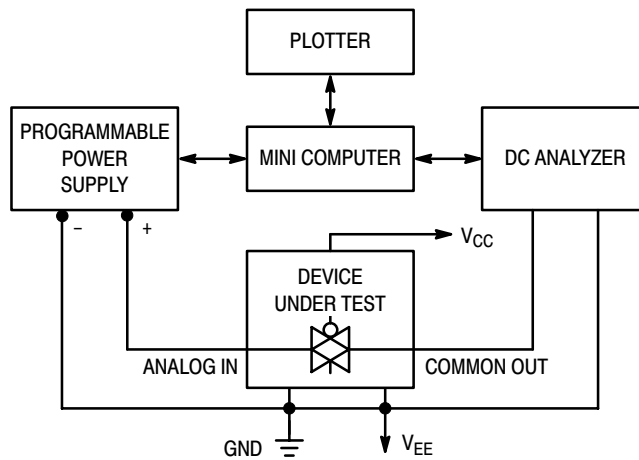 PLOTTER
PROGRAMMABLE
POWER
SUPPLY
MINI COMPUTER
DC ANALYZER
−
+
VCC
DEVICE
UNDER TEST
ANALOG IN
COMMON OUT
GND
VEE